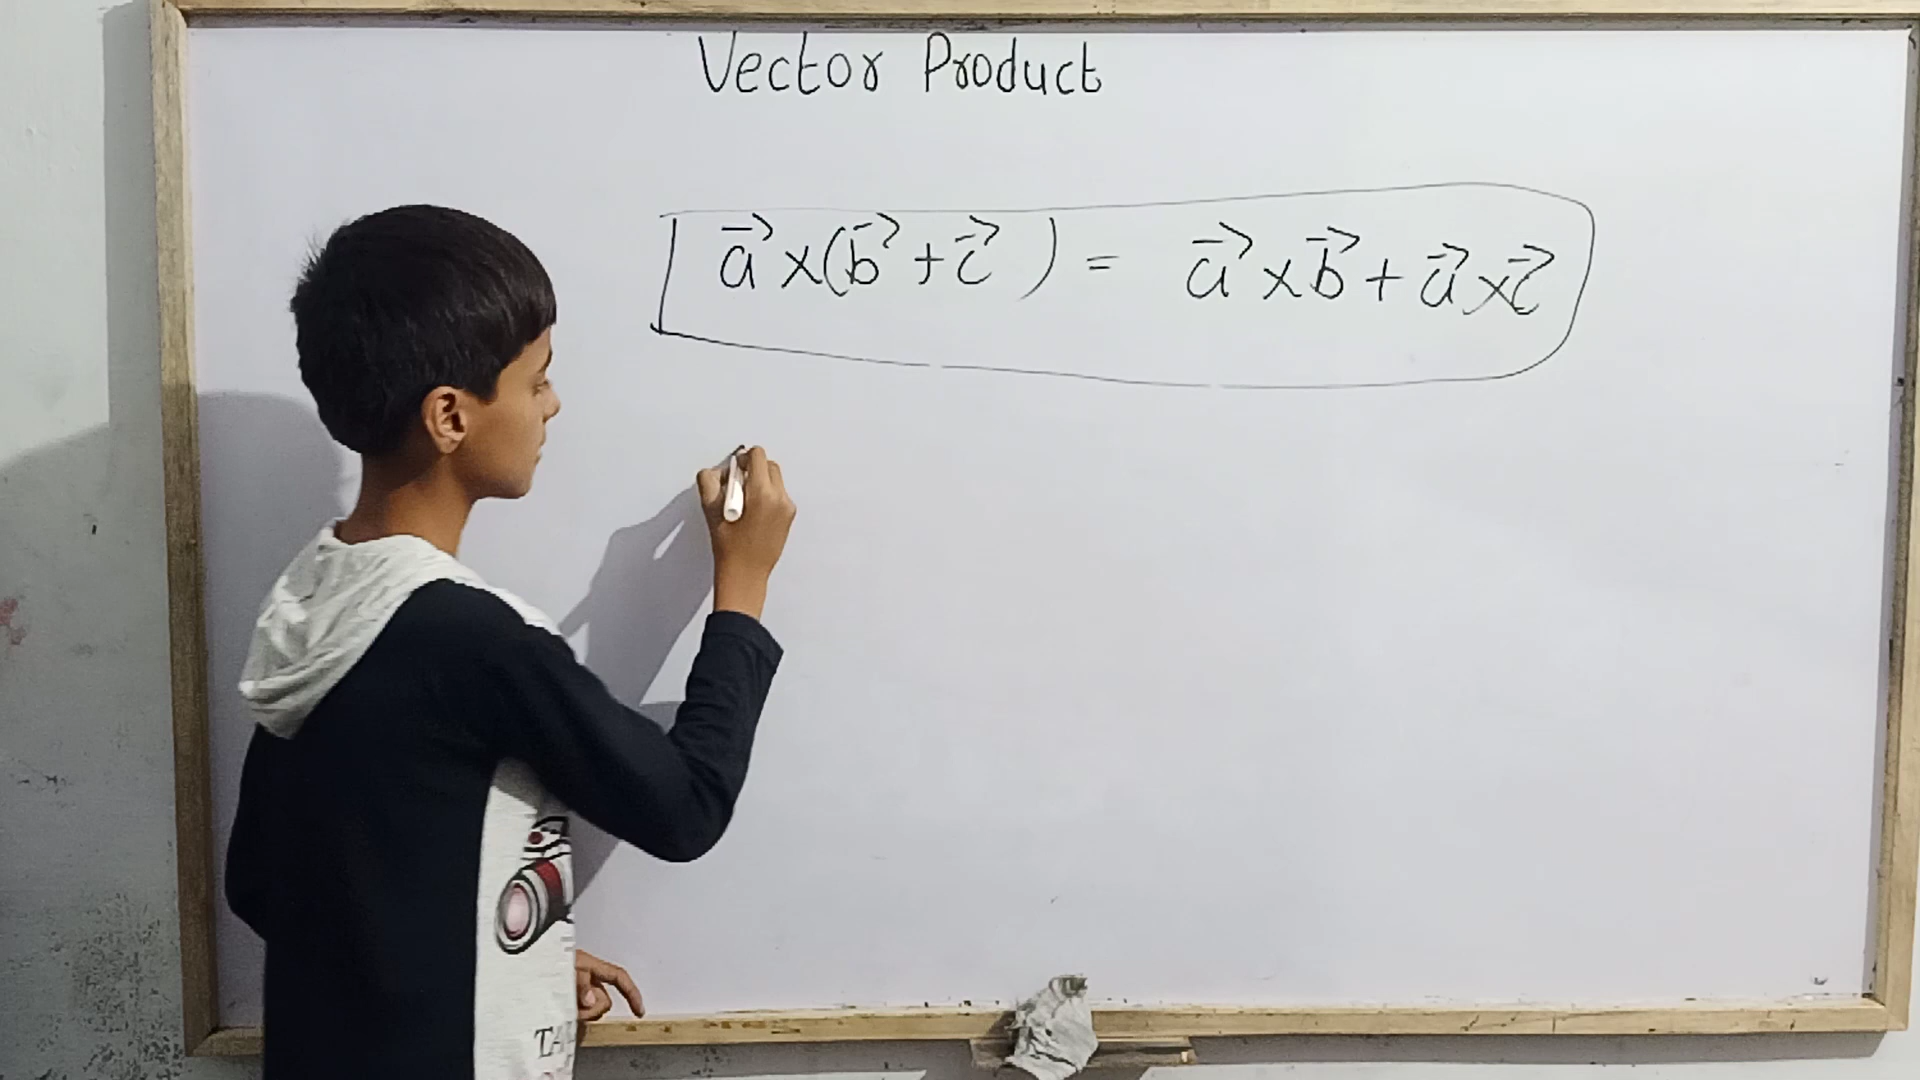 Vector Product
a⃗ × (b⃗ + c⃗) = a⃗ × b⃗ + a⃗ × c⃗